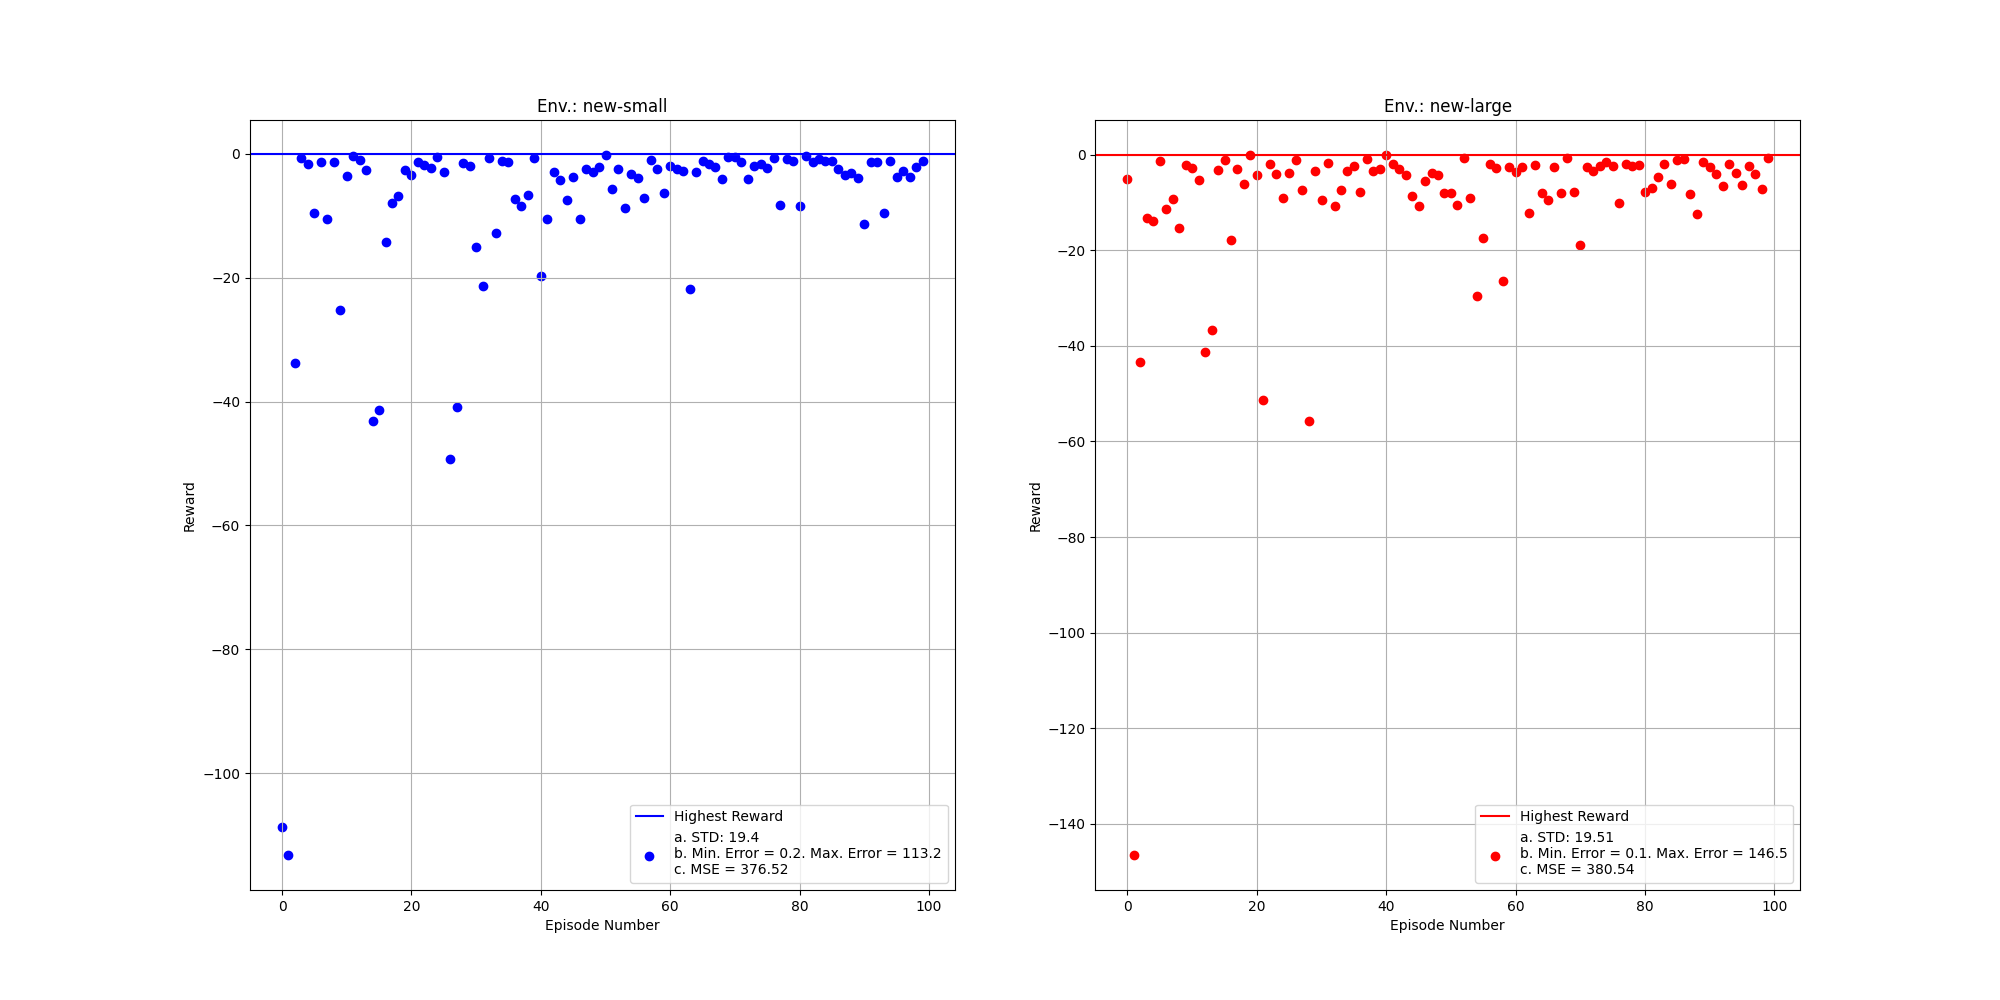 Env.: new-small
Reward
0
−20
−40
−60
−80
−100
0 20 40 60 80 100
Episode Number
Highest Reward
a. STD: 19.4
b. Min. Error = 0.2. Max. Error = 113.2
c. MSE = 376.52
Env.: new-large
Reward
0
−20
−40
−60
−80
−100
−120
−140
0 20 40 60 80 100
Episode Number
Highest Reward
a. STD: 19.51
b. Min. Error = 0.1. Max. Error = 146.5
c. MSE = 380.54